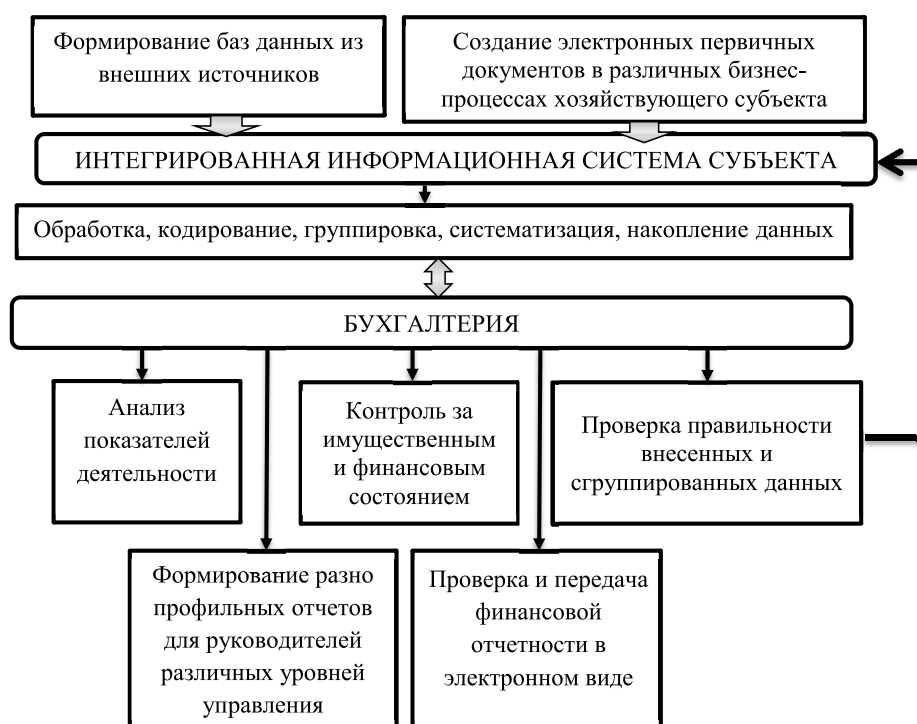 Формирование баз данных из
внешних источников
Создание электронных первичных
документов в различных бизнес-
процессах хозяйствующего субъекта
ИНТЕГРИРОВАННАЯ ИНФОРМАЦИОННАЯ СИСТЕМА СУБЪЕКТА
Обработка, кодирование, группировка, систематизация, накопление данных
БУХГАЛТЕРИЯ
Анализ
показателей
деятельности
Контроль за
имущественным
и финансовым
состоянием
Проверка правильности
внесенных и
сгруппированных данных
Формирование разно
профильных отчетов
для руководителей
различных уровней
управления
Проверка и передача
финансовой
отчетности в
электронном виде